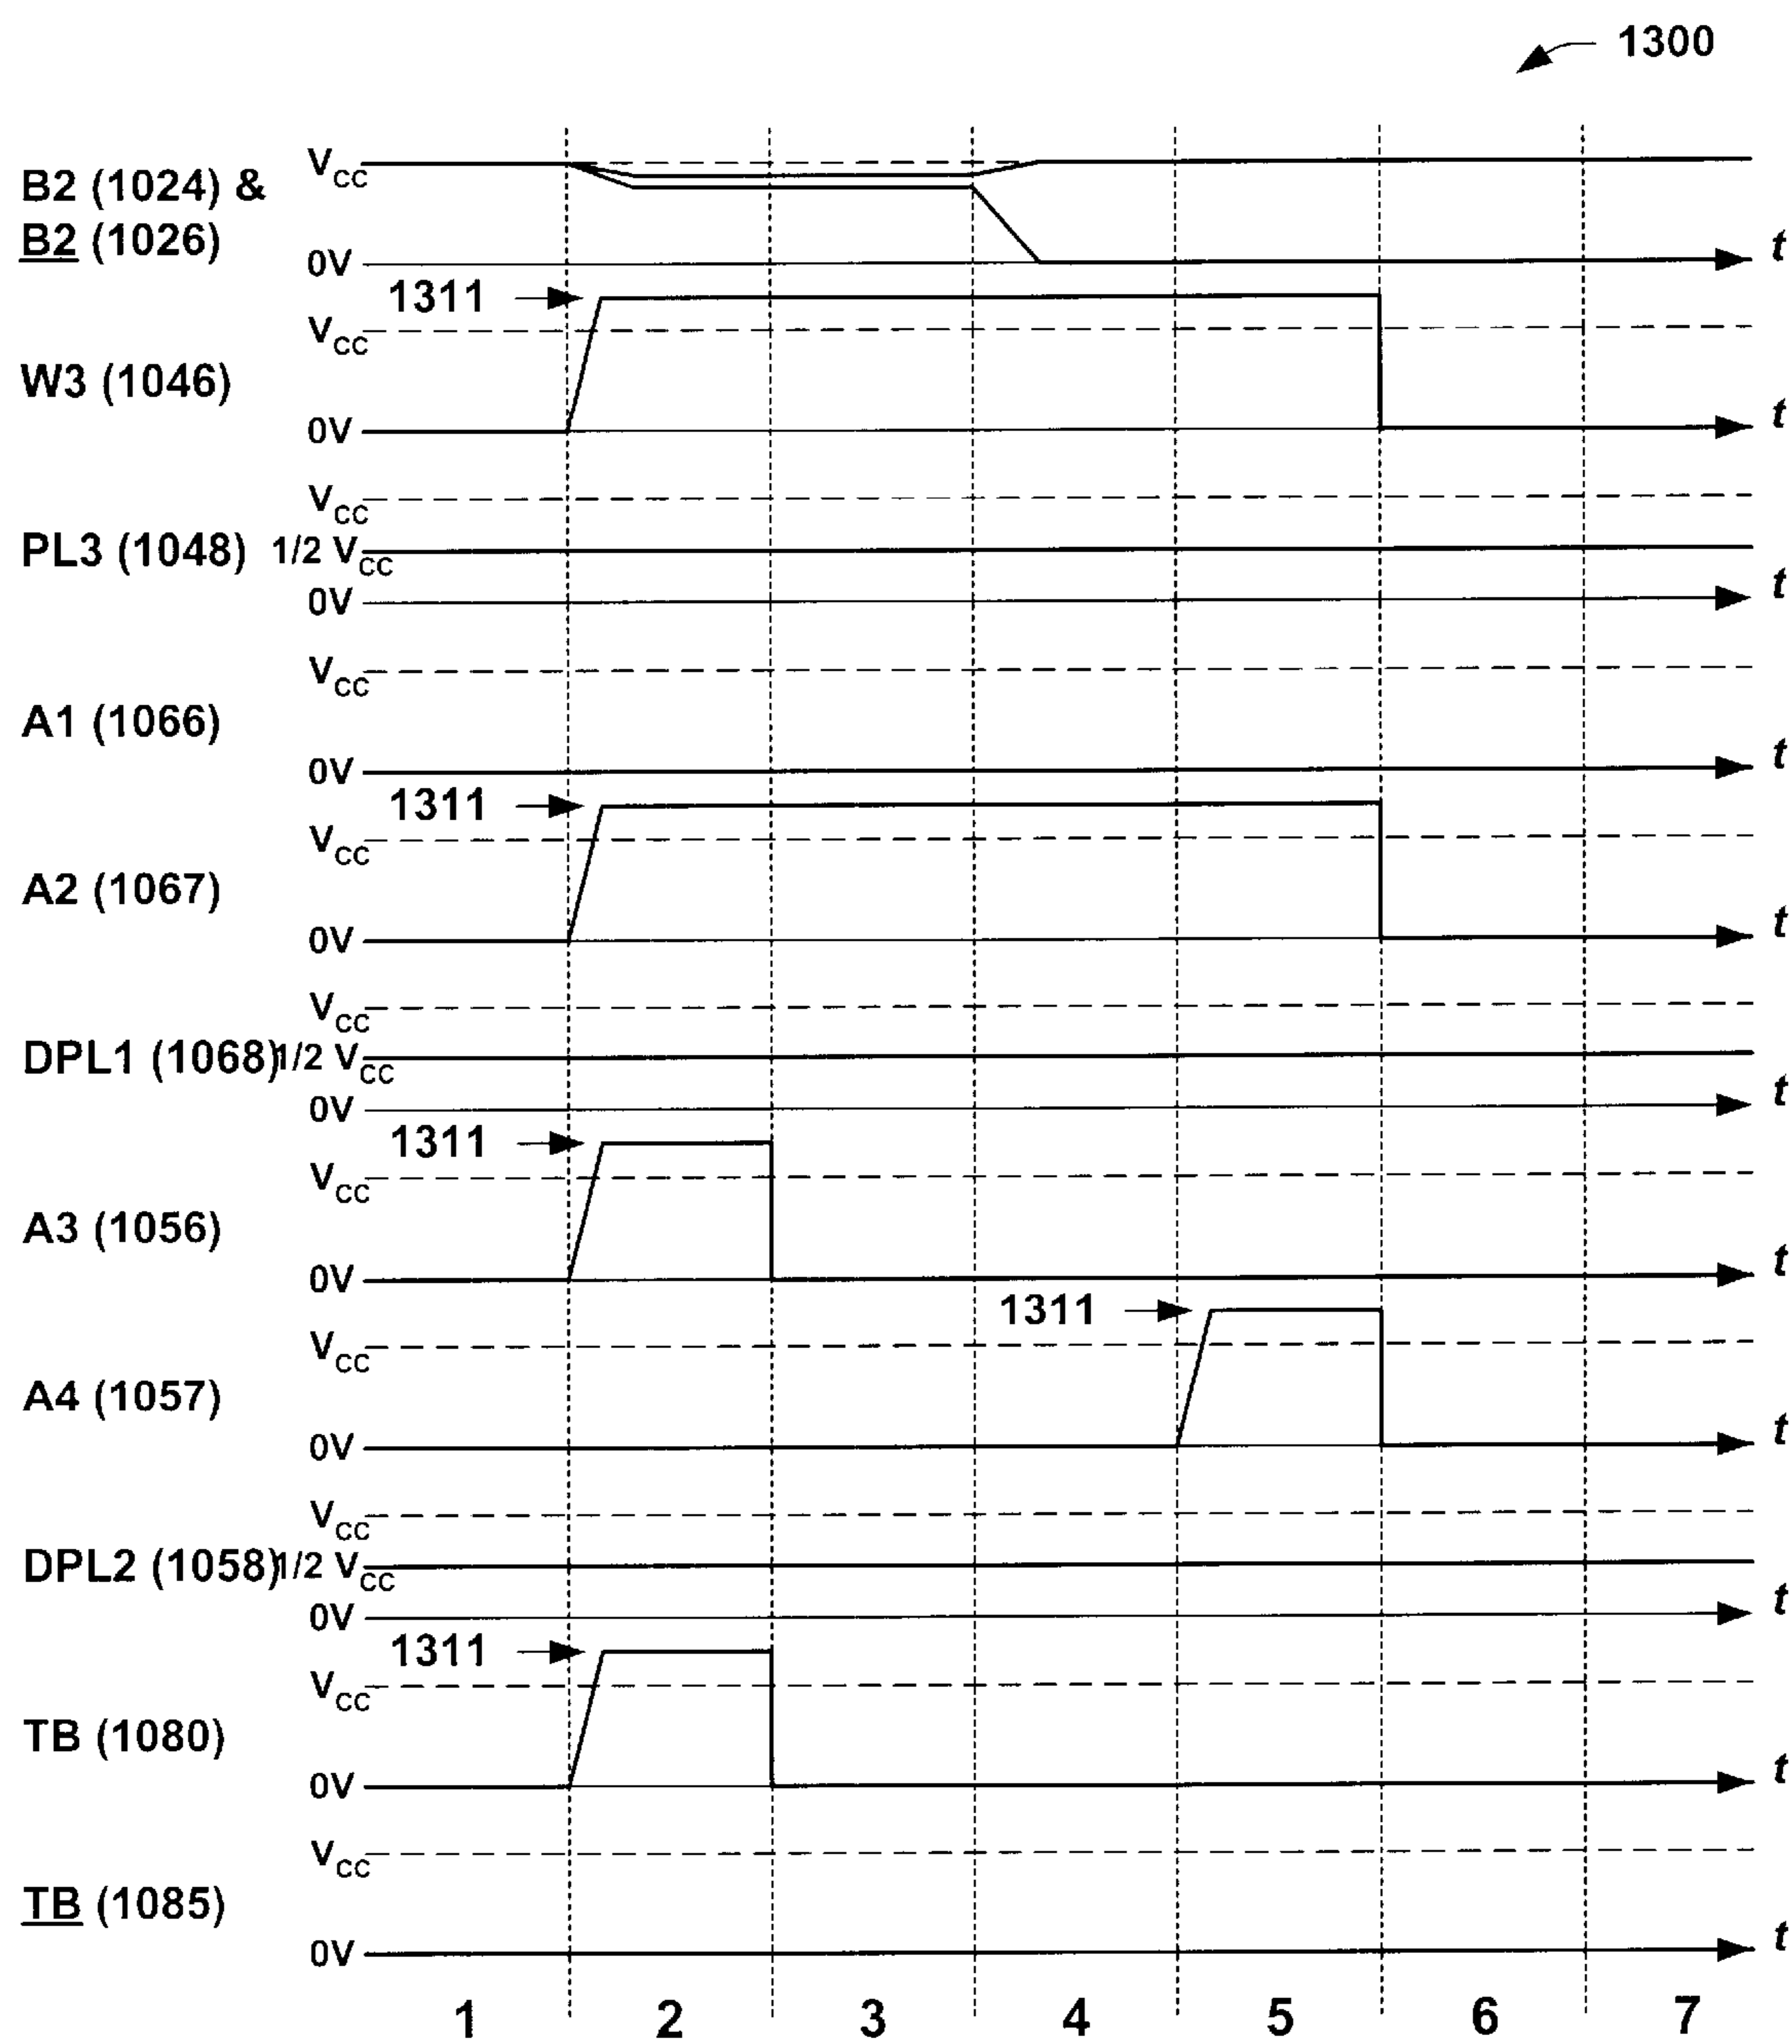 1300
B2 (1024) &
B2 (1026)
VCC
0V
t
1311
W3 (1046)
VCC
0V
t
PL3 (1048)
VCC
1/2 VCC
0V
t
A1 (1066)
VCC
0V
t
1311
A2 (1067)
VCC
0V
t
DPL1 (1068)
VCC
1/2 VCC
0V
t
1311
A3 (1056)
VCC
0V
t
1311
A4 (1057)
VCC
0V
t
DPL2 (1058)
VCC
1/2 VCC
0V
t
1311
TB (1080)
VCC
0V
t
TB (1085)
VCC
0V
t
1 2 3 4 5 6 7